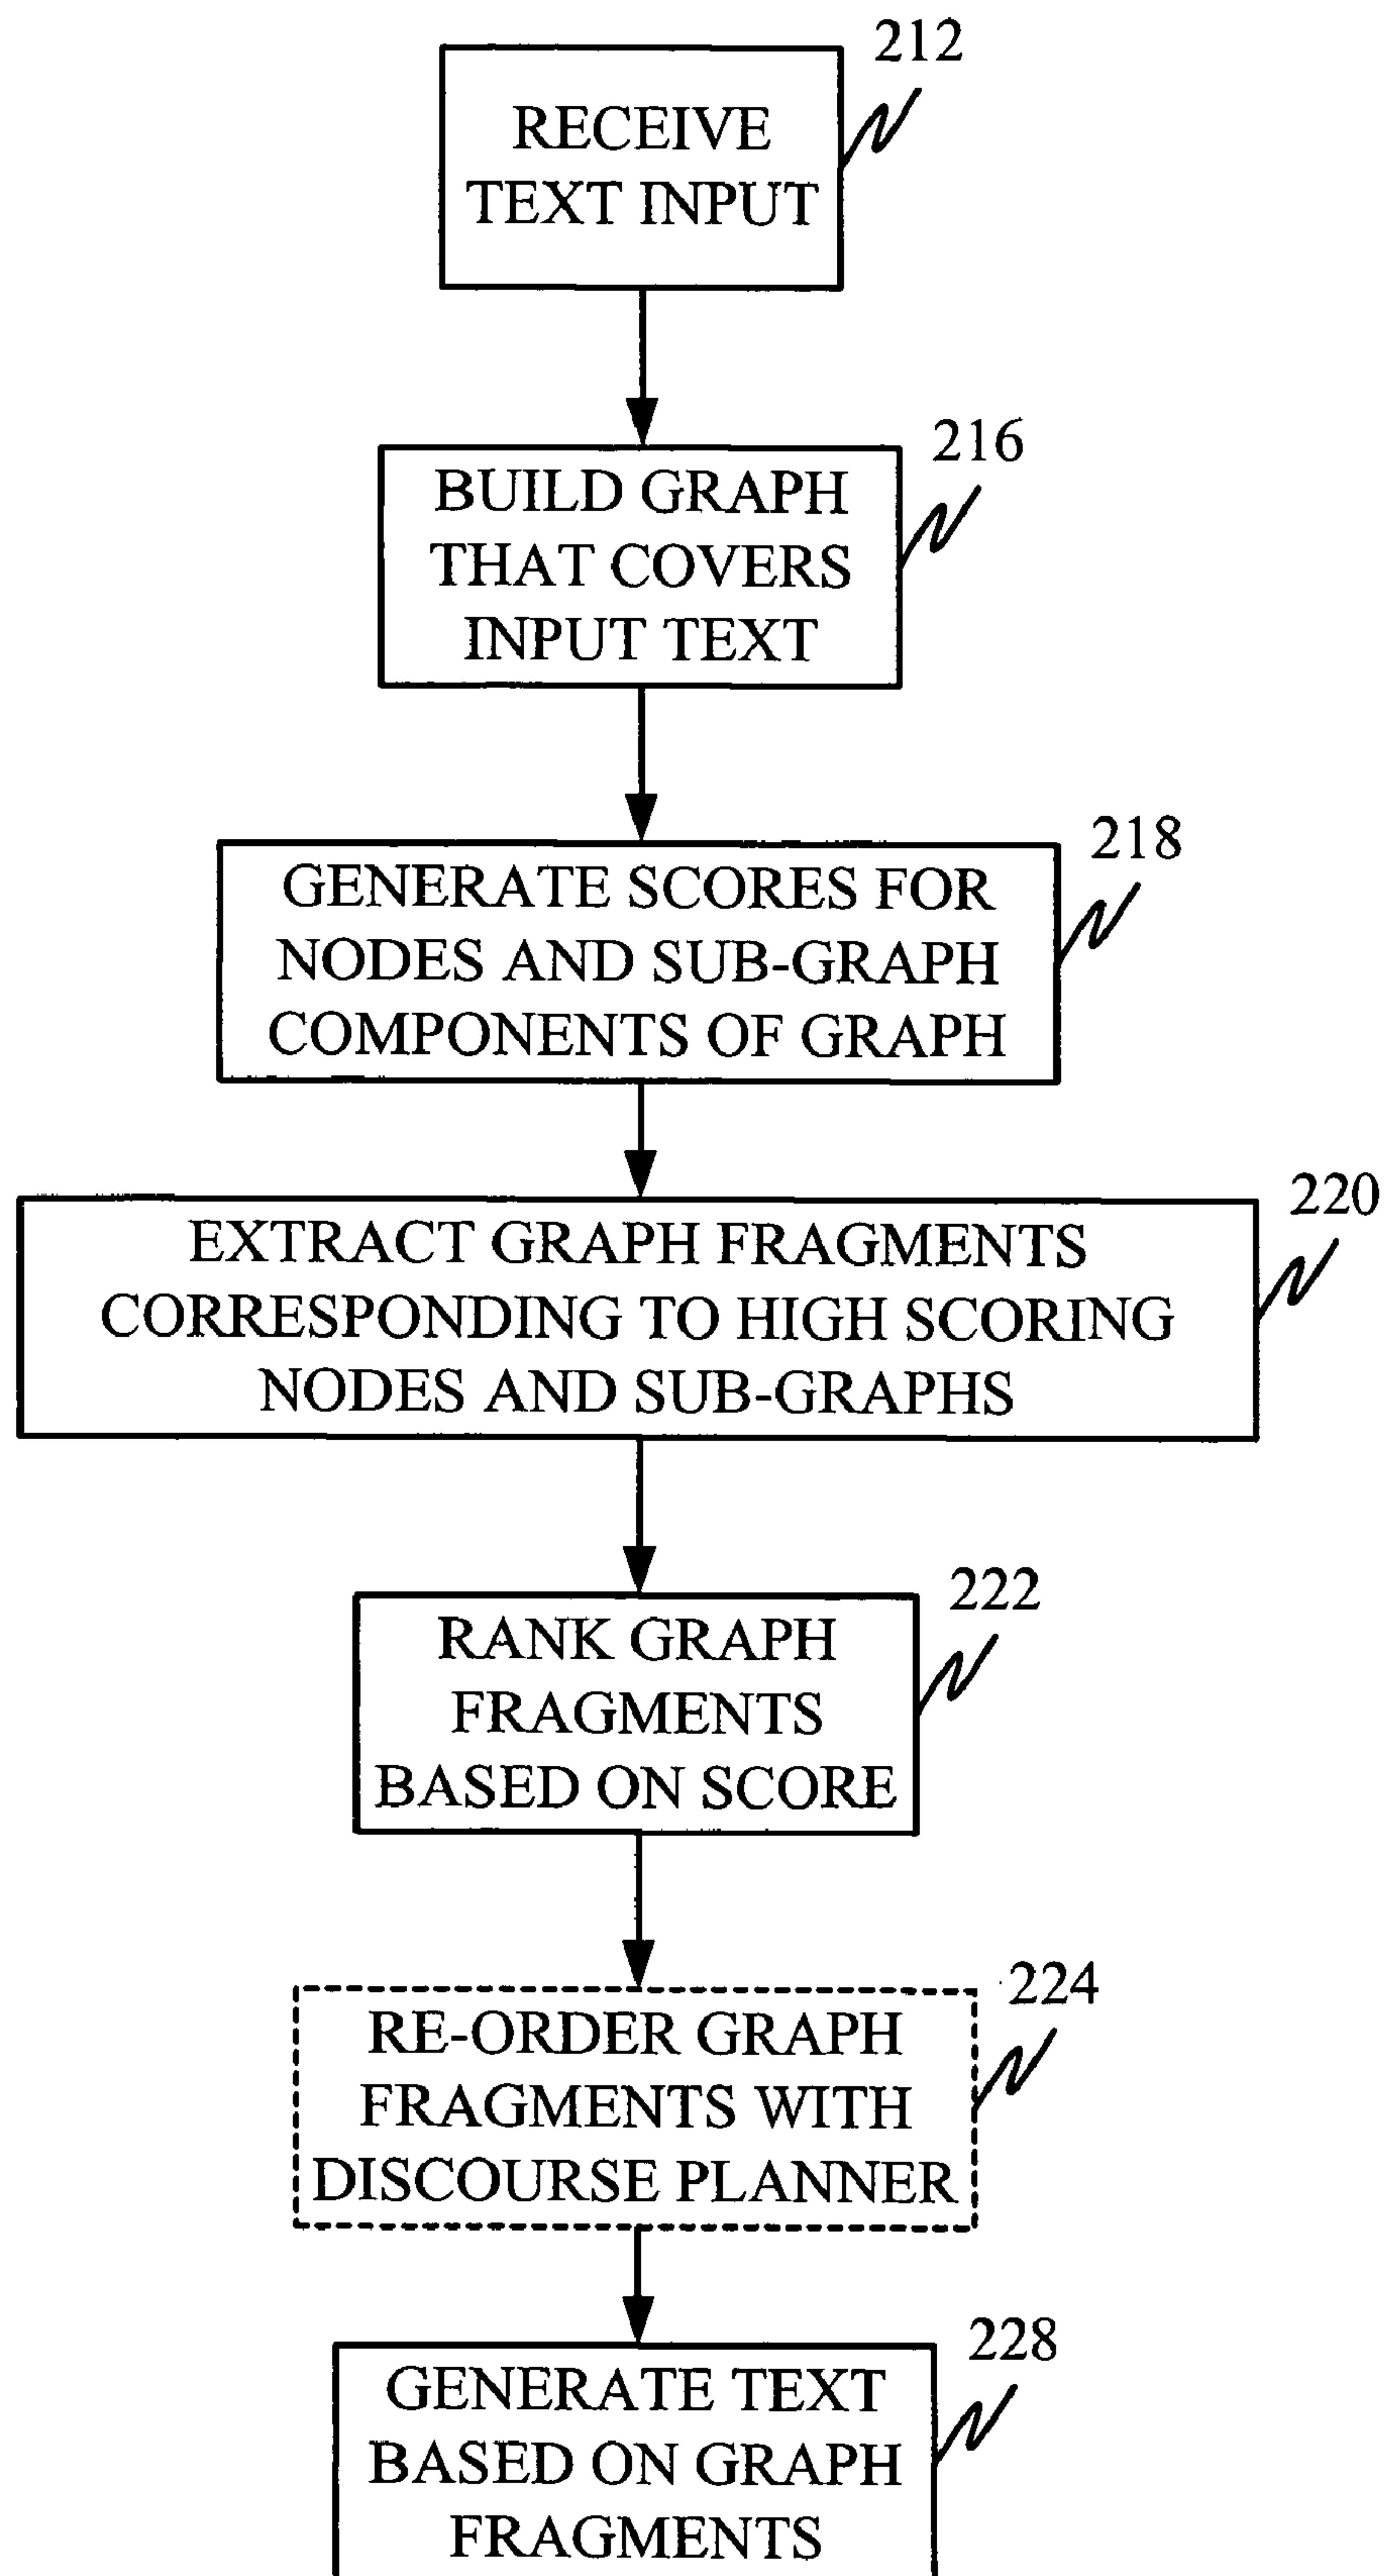 212
RECEIVE
TEXT INPUT
216
BUILD GRAPH
THAT COVERS
INPUT TEXT
218
GENERATE SCORES FOR
NODES AND SUB-GRAPH
COMPONENTS OF GRAPH
220
EXTRACT GRAPH FRAGMENTS
CORRESPONDING TO HIGH SCORING
NODES AND SUB-GRAPHS
222
RANK GRAPH
FRAGMENTS
BASED ON SCORE
224
RE-ORDER GRAPH
FRAGMENTS WITH
DISCOURSE PLANNER
228
GENERATE TEXT
BASED ON GRAPH
FRAGMENTS